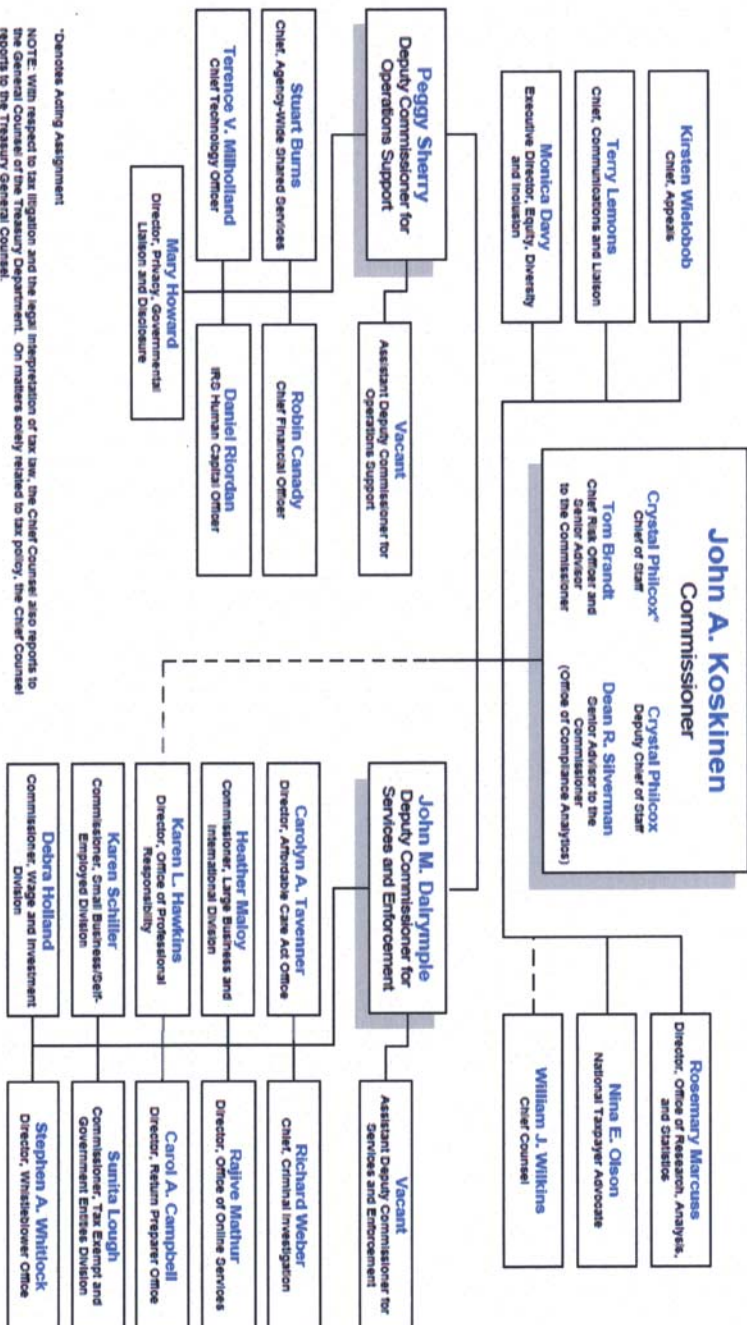 John A. Koskinen
Commissioner
Crystal Philcox*
Chief of Staff
Crystal Philcox
Deputy Chief of Staff
Tom Brandt
Chief Risk Officer and
Senior Advisor
to the Commissioner
Dean R. Silverman
Senior Advisor to the
Commissioner
(Office of Compliance Analytics)
Kirsten Wielobob
Chief, Appeals
Terry Lemons
Chief, Communications and Liaison
Monica Davy
Executive Director, Equity, Diversity
and Inclusion
Rosemary Marcuss
Director, Office of Research, Analysis,
and Statistics
Nina E. Olson
National Taxpayer Advocate
William J. Wilkins
Chief Counsel
Peggy Sherry
Deputy Commissioner for
Operations Support
Vacant
Assistant Deputy Commissioner for
Operations Support
John M. Dalrymple
Deputy Commissioner for
Services and Enforcement
Vacant
Assistant Deputy Commissioner for
Services and Enforcement
Stuart Burns
Chief, Agency-Wide Shared Services
Robin Canady
Chief Financial Officer
Terence V. Milholland
Chief Technology Officer
Daniel Riordan
IRS Human Capital Officer
Mary Howard
Director, Privacy, Governmental
Liaison and Disclosure
Carolyn A. Tavenner
Director, Affordable Care Act Office
Richard Weber
Chief, Criminal Investigation
Heather Maloy
Commissioner, Large Business and
International Division
Rajive Mathur
Director, Office of Online Services
Karen L. Hawkins
Director, Office of Professional
Responsibility
Carol A. Campbell
Director, Return Preparer Office
Karen Schiller
Commissioner, Small Business/Self-
Employed Division
Sunita Lough
Commissioner, Tax Exempt and
Government Entities Division
Debra Holland
Commissioner, Wage and Investment
Division
Stephen A. Whitlock
Director, Whistleblower Office
*Denotes Acting Assignment
NOTE: With respect to tax litigation and the legal interpretation of tax law, the Chief Counsel also reports to
the General Counsel of the Treasury Department. On matters solely related to tax policy, the Chief Counsel
reports to the Treasury General Counsel.